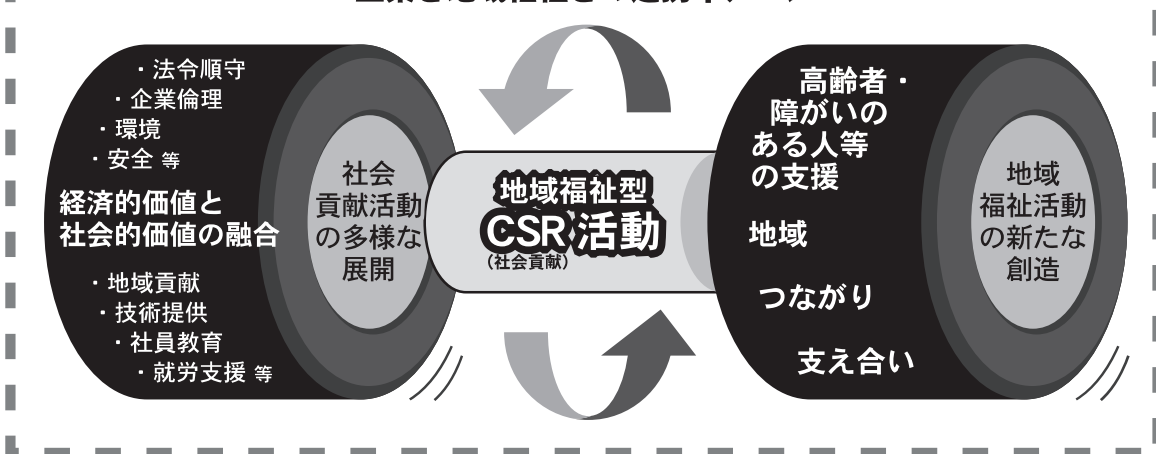 ・法令順守
・企業倫理
・環境
・安全 等
経済的価値と
社会的価値の融合
・地域貢献
・技術提供
・社員教育
・就労支援 等
社会
貢献活動
の多様な
展開
地域福祉型
CSR活動
（社会貢献）
高齢者・
障がいの
ある人等
の支援
地域
つながり
支え合い
地域
福祉活動
の新たな
創造